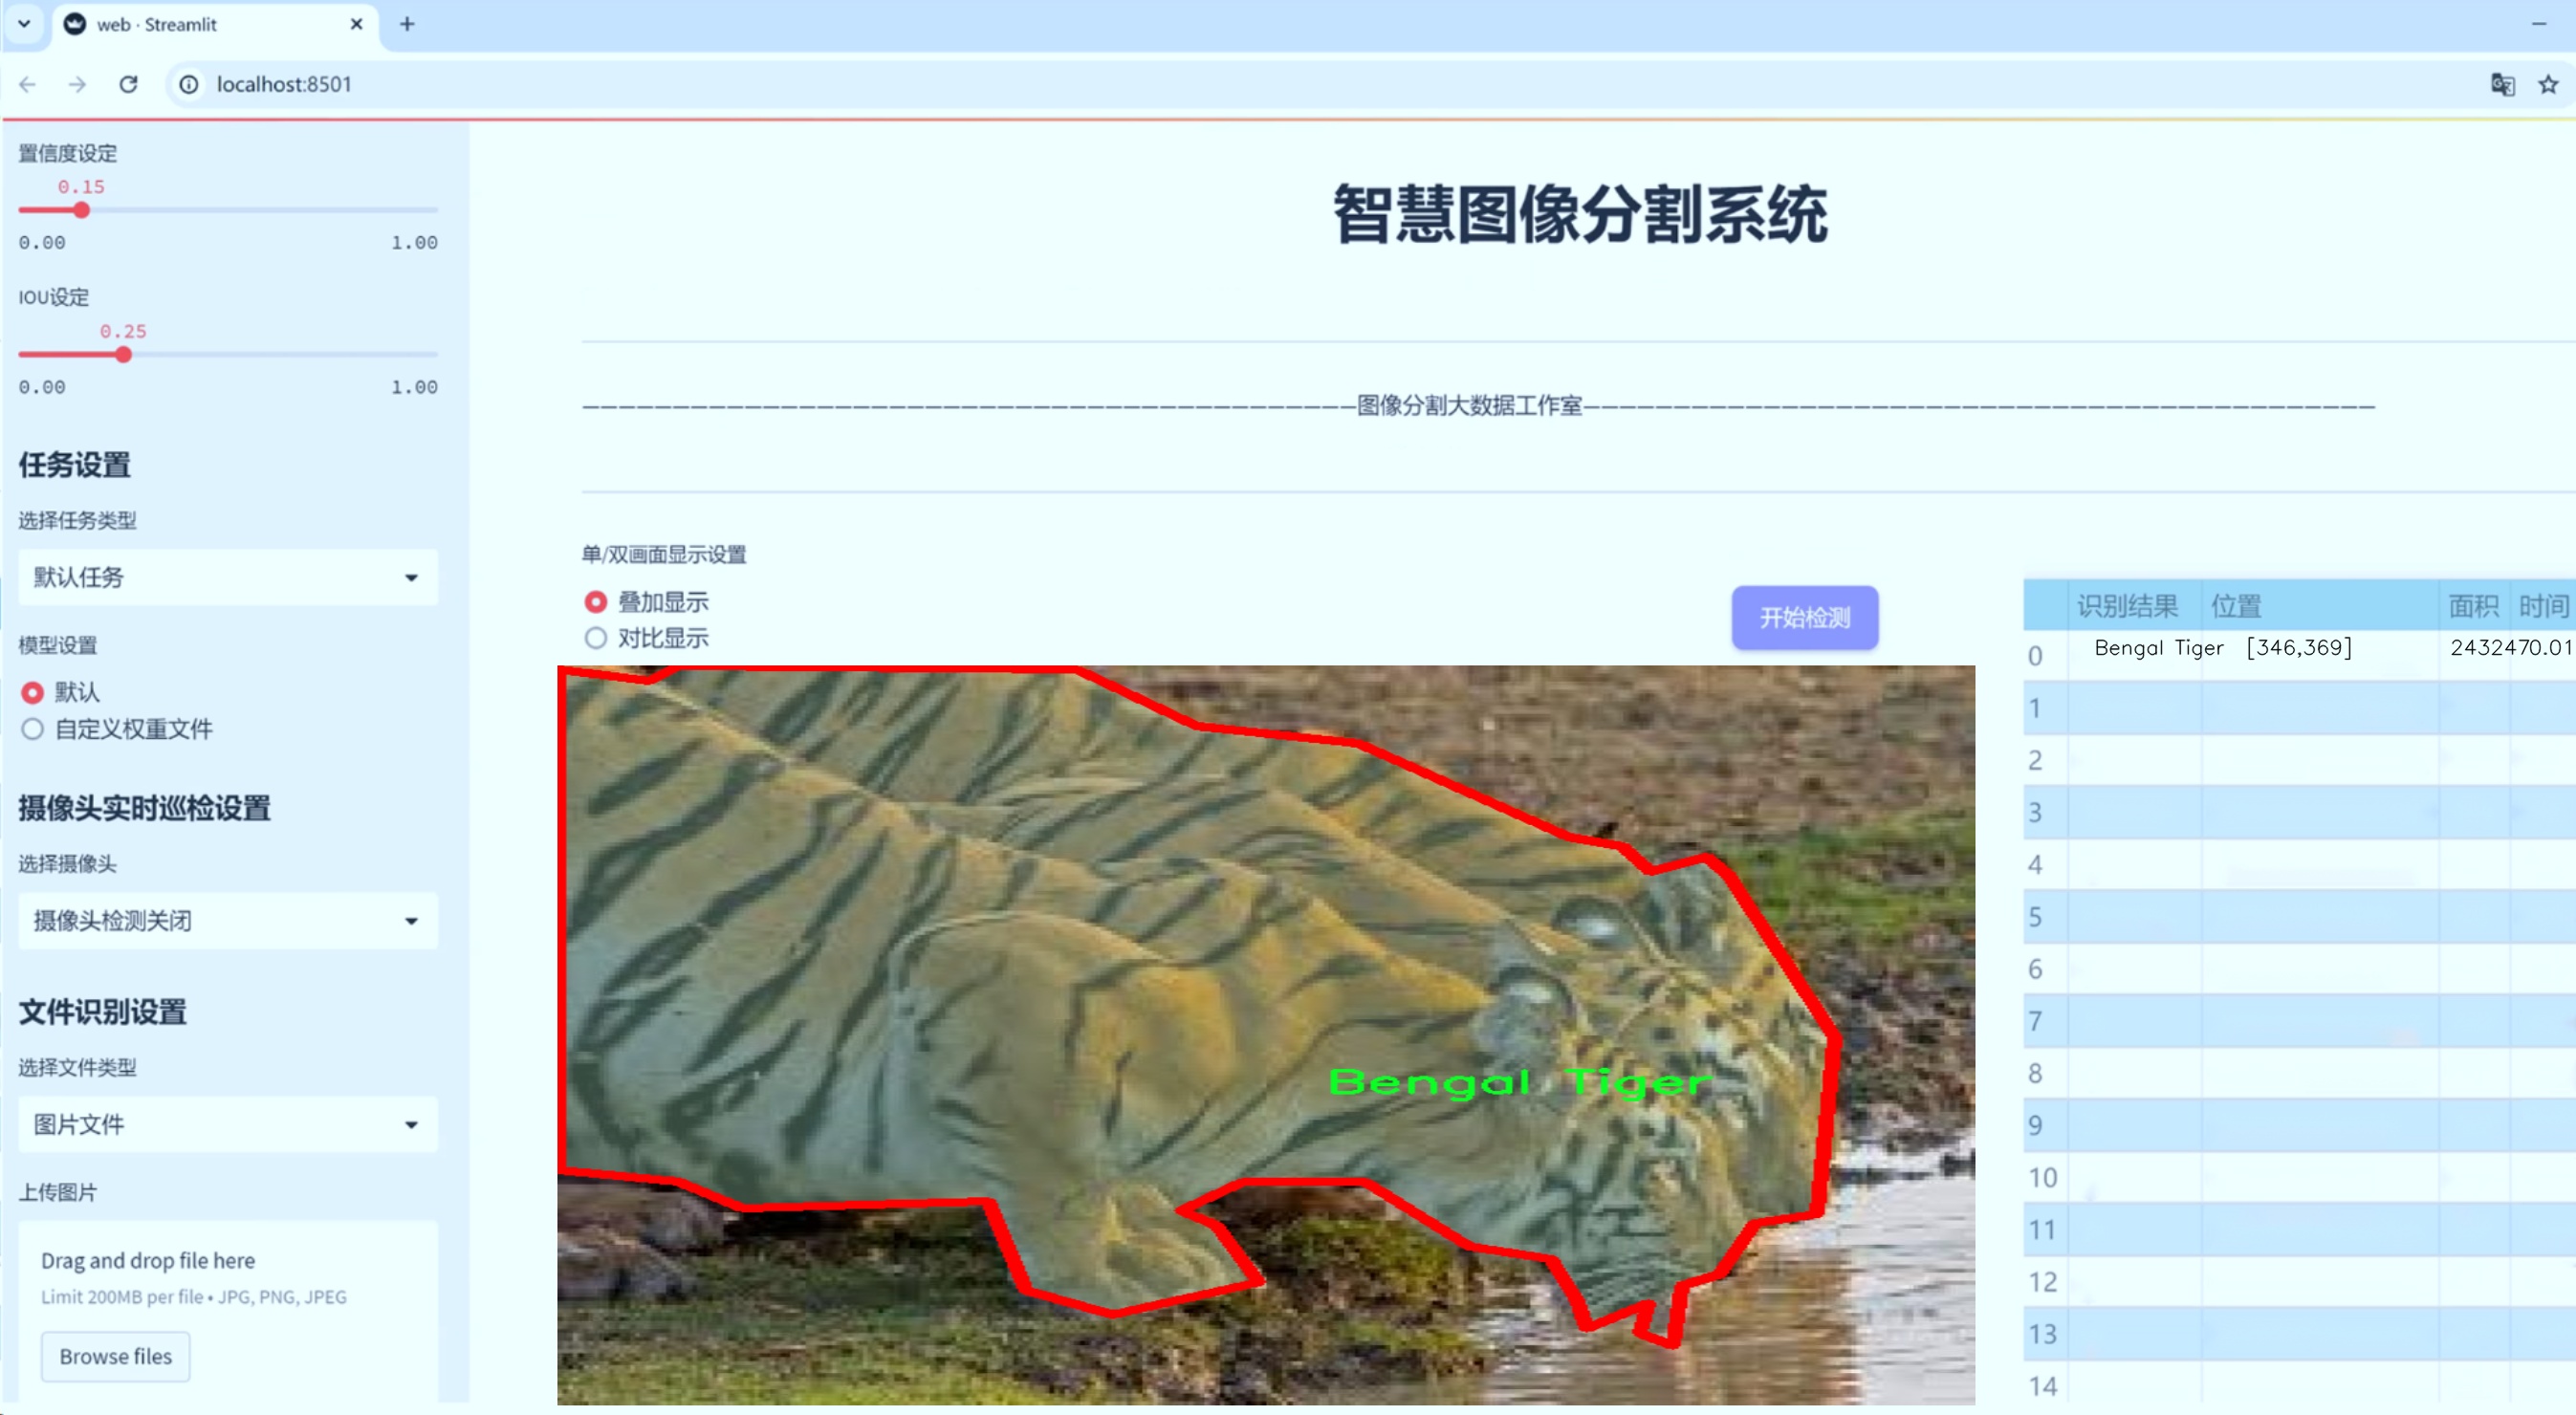 web · Streamlit
localhost:8501
置信度设定
0.15
0.00 1.00
IOU设定
0.25
0.00 1.00
任务设置
选择任务类型
默认任务
模型设置
默认
自定义权重文件
摄像头实时巡检设置
选择摄像头
摄像头检测关闭
文件识别设置
选择文件类型
图片文件
上传图片
Drag and drop file here
Limit 200MB per file • JPG, PNG, JPEG
Browse files
智慧图像分割系统
———————————————————————————————————————————图像分割大数据工作室————————————————————————————————————————————
单/双画面显示设置
叠加显示
对比显示
开始检测
Bengal Tiger
识别结果 位置 面积 时间
0 Bengal Tiger [346,369] 2432470.01
1
2
3
4
5
6
7
8
9
10
11
12
13
14